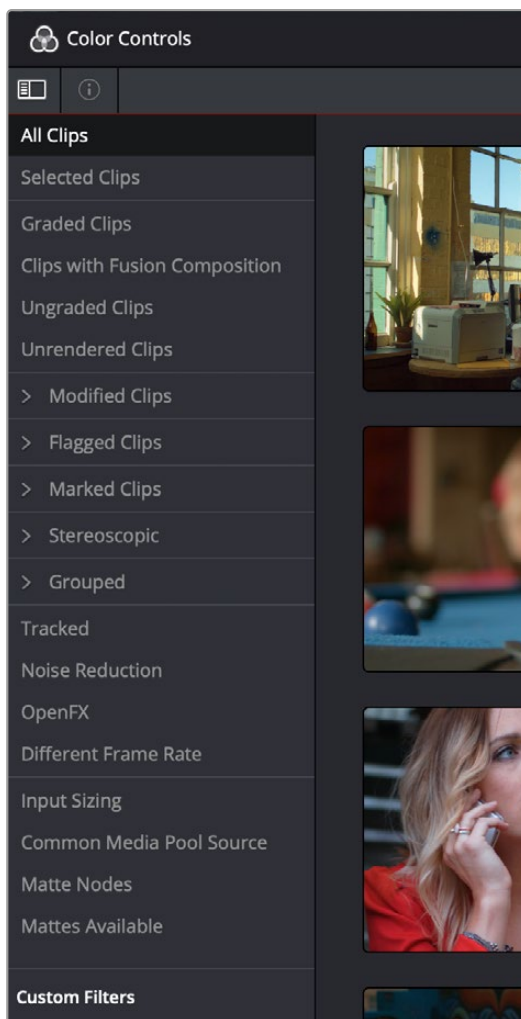 Color Controls
All Clips
Selected Clips
Graded Clips
Clips with Fusion Composition
Ungraded Clips
Unrendered Clips
Modified Clips
Flagged Clips
Marked Clips
Stereoscopic
Grouped
Tracked
Noise Reduction
OpenFX
Different Frame Rate
Input Sizing
Common Media Pool Source
Matte Nodes
Mattes Available
Custom Filters